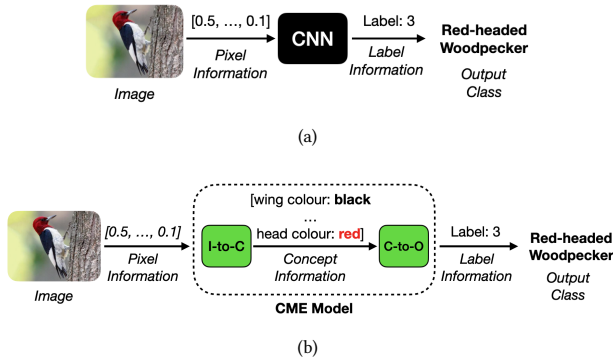 [0.5, ..., 0.1]
CNN
Label: 3
Red-headed
Woodpecker
Pixel
Information
Label
Information
Output
Class
Image
(a)
[wing colour: black
...
head colour: red]
[0.5, ..., 0.1]
I-to-C
C-to-O
Label: 3
Red-headed
Woodpecker
Pixel
Information
Concept
Information
Label
Information
Output
Class
Image
CME Model
(b)